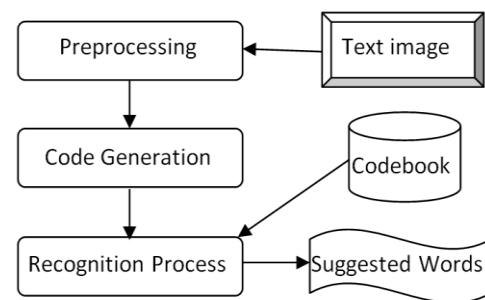 Preprocessing
Text image
Code Generation
Codebook
Recognition Process
Suggested Words